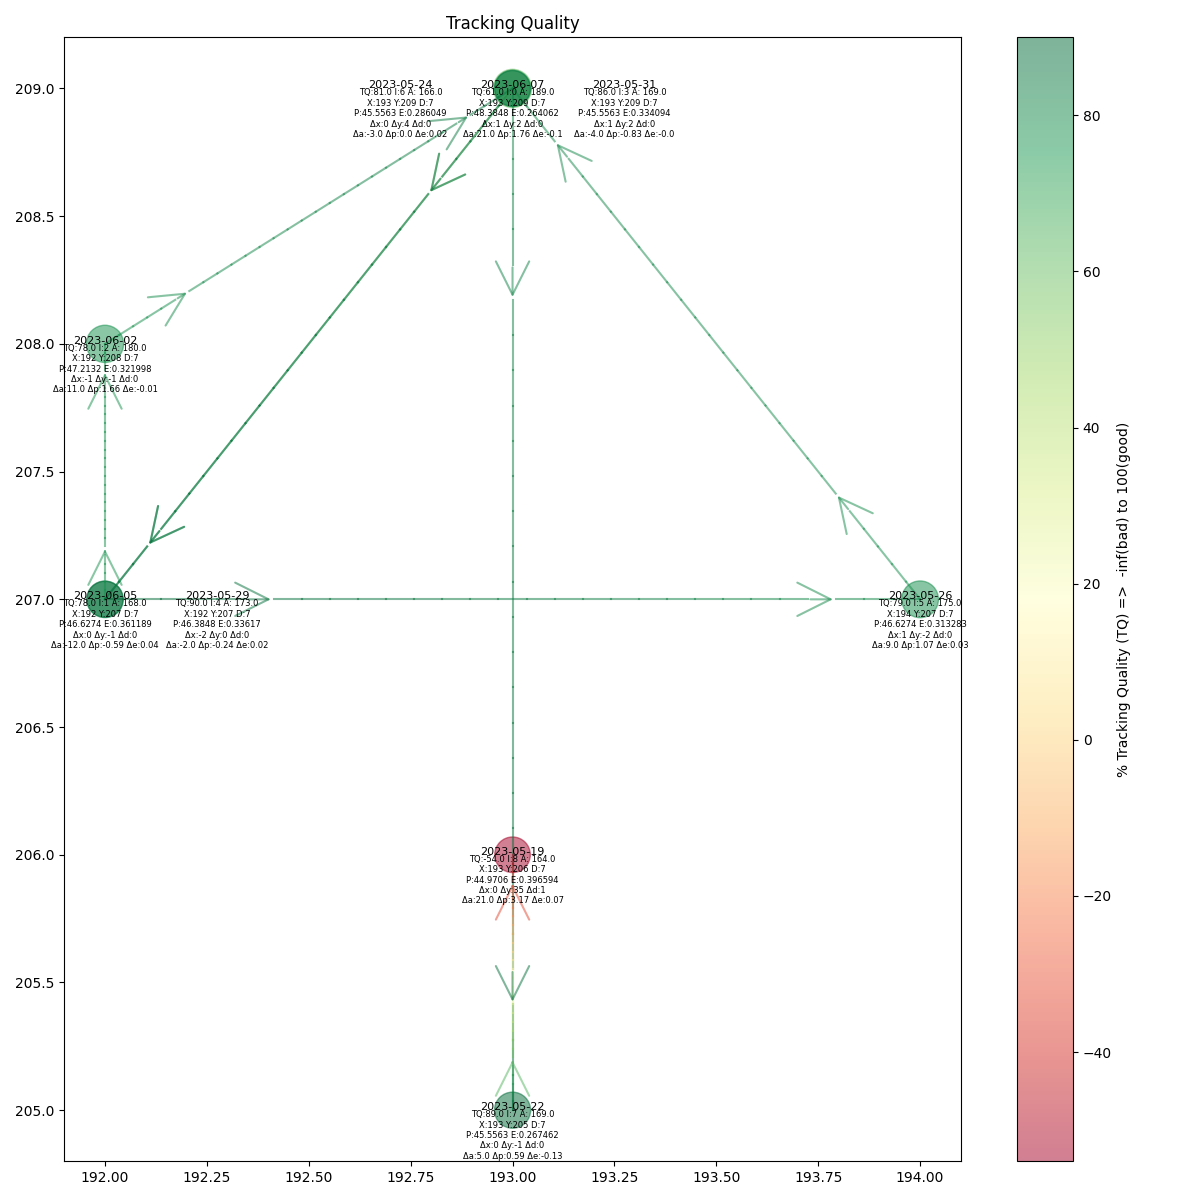 Tracking Quality
2023-05-24
TQ:81.0 I:6 A: 166.0
X:193 Y:209 D:7
P:45.5563 E:0.286049
Δx:0 Δy:4 Δd:0
Δa:-3.0 Δp:0.0 Δe:0.02
2023-06-07
TQ:61.0 I:0 A: 189.0
X:193 Y:209 D:7
P:48.3848 E:0.264062
Δx:1 Δy:2 Δd:0
Δa:21.0 Δp:1.76 Δe:-0.1
2023-05-31
TQ:86.0 I:3 A: 169.0
X:193 Y:209 D:7
P:45.5563 E:0.334094
Δx:1 Δy:2 Δd:0
Δa:-4.0 Δp:-0.83 Δe:-0.0
2023-06-02
TQ:78.0 I:2 A: 180.0
X:192 Y:208 D:7
P:47.2132 E:0.321998
Δx:-1 Δy:-1 Δd:0
Δa:11.0 Δp:1.66 Δe:-0.01
2023-06-05
TQ:78.0 I:1 A: 168.0
X:192 Y:207 D:7
P:46.6274 E:0.361189
Δx:0 Δy:-1 Δd:0
Δa:-12.0 Δp:-0.59 Δe:0.04
2023-05-29
TQ:90.0 I:4 A: 173.0
X:192 Y:207 D:7
P:46.3848 E:0.33617
Δx:-2 Δy:0 Δd:0
Δa:-2.0 Δp:-0.24 Δe:0.02
2023-05-26
TQ:79.0 I:5 A: 175.0
X:194 Y:207 D:7
P:46.6274 E:0.313283
Δx:1 Δy:-2 Δd:0
Δa:9.0 Δp:1.07 Δe:0.03
2023-05-19
TQ:-54.0 I:8 A: 164.0
X:193 Y:206 D:7
P:44.9706 E:0.396594
Δx:0 Δy:35 Δd:1
Δa:21.0 Δp:3.17 Δe:0.07
2023-05-22
TQ:89.0 I:7 A: 169.0
X:193 Y:205 D:7
P:45.5563 E:0.267462
Δx:0 Δy:-1 Δd:0
Δa:5.0 Δp:0.59 Δe:-0.13
209.0
208.5
208.0
207.5
207.0
206.5
206.0
205.5
205.0
192.00
192.25
192.50
192.75
193.00
193.25
193.50
193.75
194.00
80
60
40
20
0
−20
−40
% Tracking Quality (TQ) => -inf(bad) to 100(good)